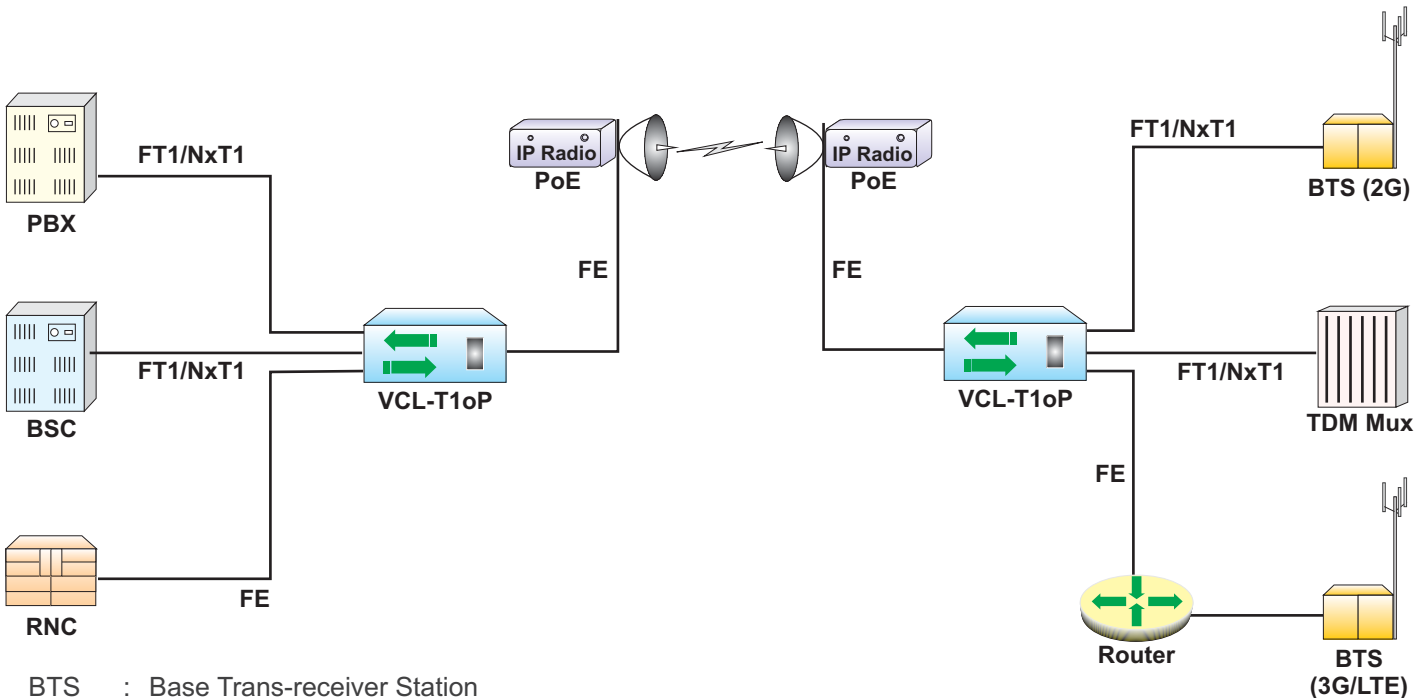 FT1/NxT1
PBX
FT1/NxT1
BSC
FE
RNC
VCL-T1oP
FE
IP Radio
PoE
IP Radio
PoE
FE
VCL-T1oP
FT1/NxT1
BTS (2G)
FT1/NxT1
TDM Mux
FE
Router
BTS
(3G/LTE)
BTS : Base Trans-receiver Station